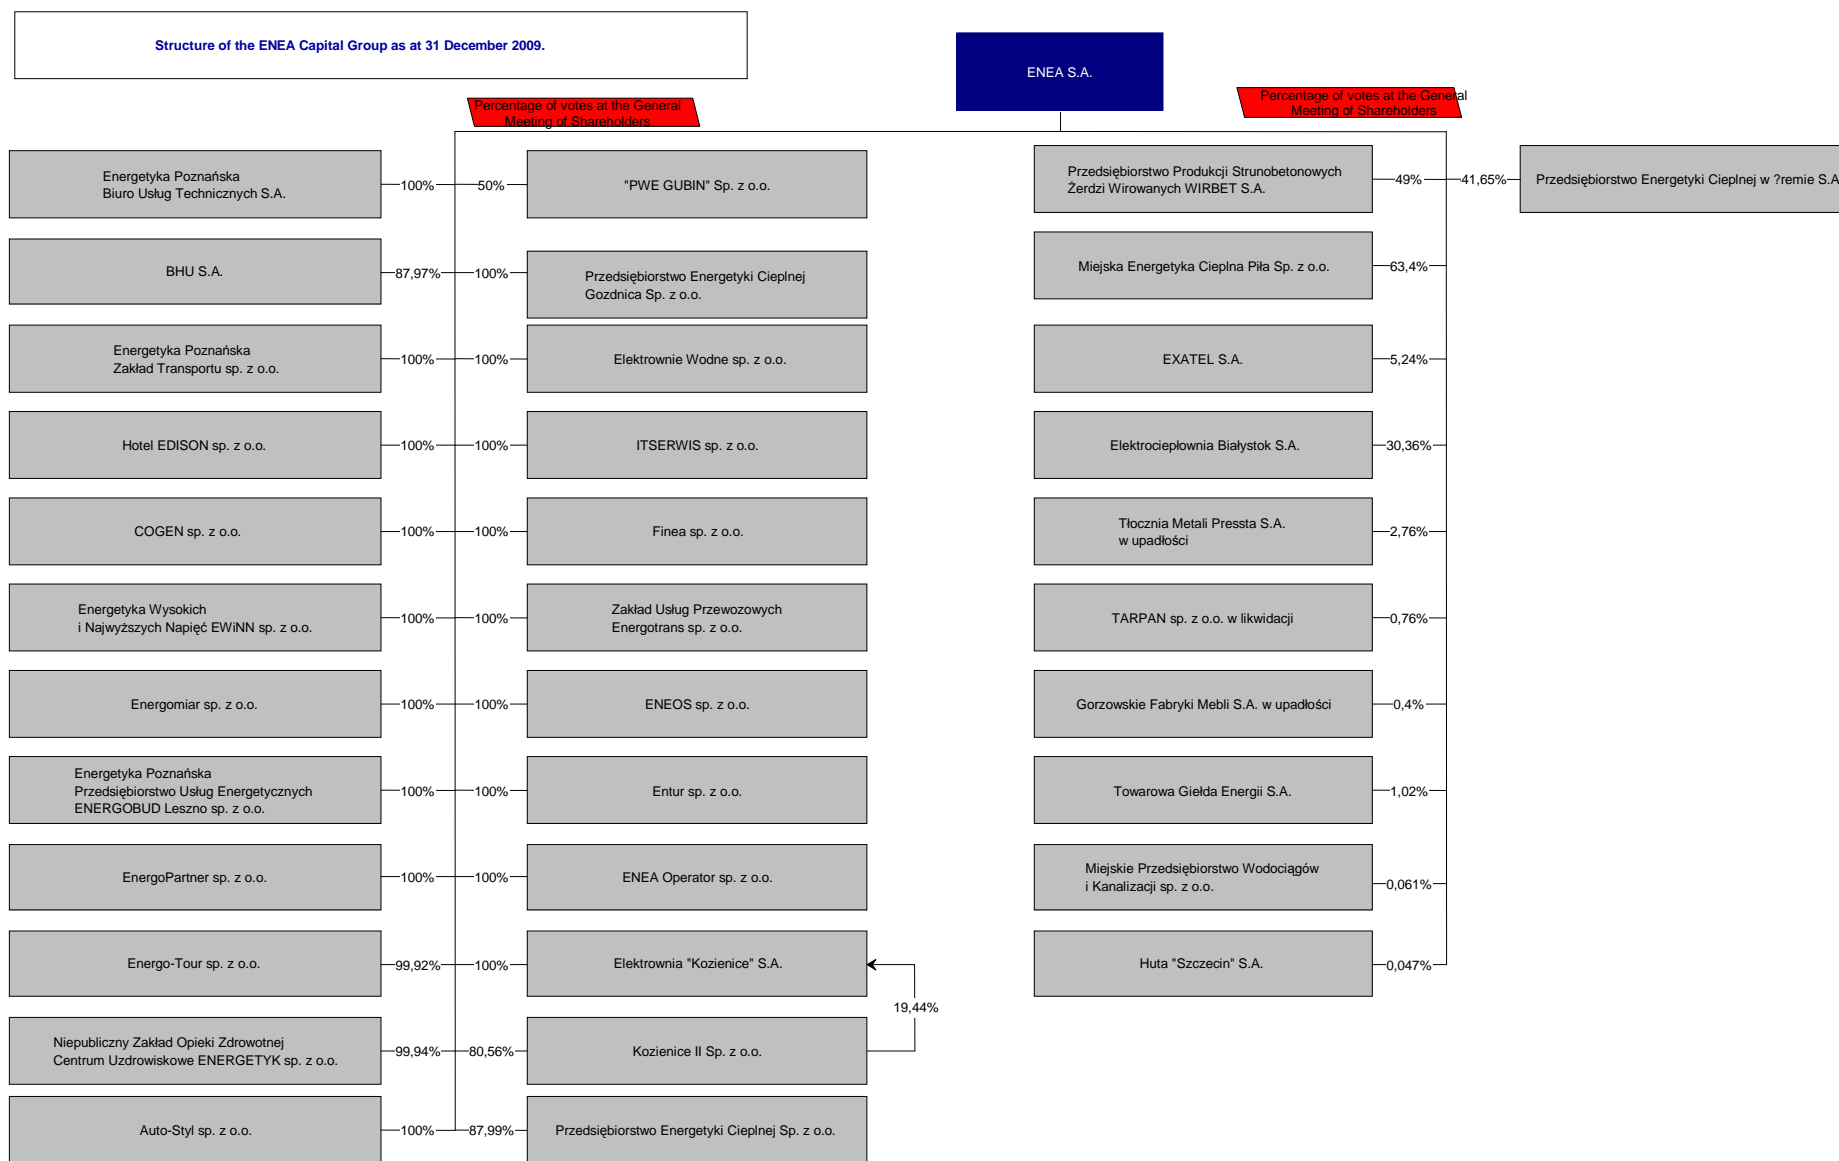 Structure of the ENEA Capital Group as at 31 December 2009.
ENEA S.A.
Percentage of votes at the General
Meeting of Shareholders
Percentage of votes at the General
Meeting of Shareholders
Energetyka Poznańska
Biuro Usług Technicznych S.A.
100%
50%
"PWE GUBIN" Sp. z o.o.
Przedsiębiorstwo Produkcji Strunobetonowych
Żerdzi Wirowanych WIRBET S.A.
49%
41,65%
Przedsiębiorstwo Energetyki Cieplnej w ?remie S.A
BHU S.A.
87,97%
100%
Przedsiębiorstwo Energetyki Cieplnej
Gozdnica Sp. z o.o.
Miejska Energetyka Cieplna Piła Sp. z o.o.
63,4%
Energetyka Poznańska
Zakład Transportu sp. z o.o.
100%
100%
Elektrownie Wodne sp. z o.o.
EXATEL S.A.
5,24%
Hotel EDISON sp. z o.o.
100%
100%
ITSERWIS sp. z o.o.
Elektrociepłownia Białystok S.A.
30,36%
COGEN sp. z o.o.
100%
100%
Finea sp. z o.o.
Tłocznia Metali Pressta S.A.
w upadłości
2,76%
Energetyka Wysokich
i Najwyższych Napięć EWiNN sp. z o.o.
100%
100%
Zakład Usług Przewozowych
Energotrans sp. z o.o.
TARPAN sp. z o.o. w likwidacji
0,76%
Energomiar sp. z o.o.
100%
100%
ENEOS sp. z o.o.
Gorzowskie Fabryki Mebli S.A. w upadłości
0,4%
Energetyka Poznańska
Przedsiębiorstwo Usług Energetycznych
ENERGOBUD Leszno sp. z o.o.
100%
100%
Entur sp. z o.o.
Towarowa Giełda Energii S.A.
1,02%
EnergoPartner sp. z o.o.
100%
100%
ENEA Operator sp. z o.o.
Miejskie Przedsiębiorstwo Wodociągów
i Kanalizacji sp. z o.o.
0,061%
Energo-Tour sp. z o.o.
99,92%
100%
Elektrownia "Kozienice" S.A.
Huta "Szczecin" S.A.
0,047%
19,44%
Niepubliczny Zakład Opieki Zdrowotnej
Centrum Uzdrowiskowe ENERGETYK sp. z o.o.
99,94%
80,56%
Kozienice II Sp. z o.o.
Auto-Styl sp. z o.o.
100%
87,99%
Przedsiębiorstwo Energetyki Cieplnej Sp. z o.o.